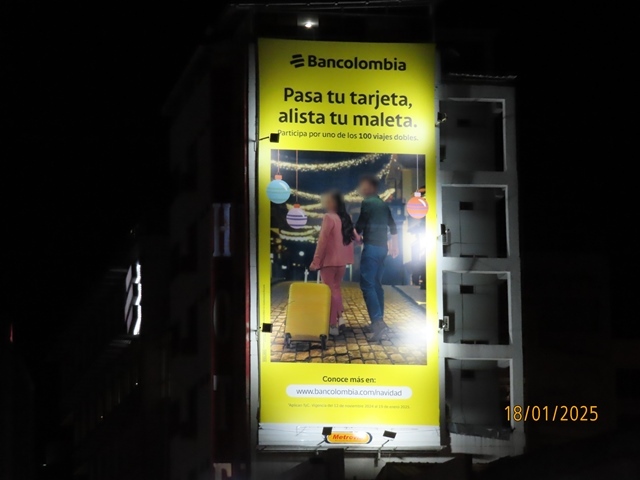 Bancolombia
Pasa tu tarjeta,
alista tu maleta.
Participa por uno de los 100 viajes dobles.
Conoce más en:
www.bancolombia.com/navidad
Metro
18/01/2025